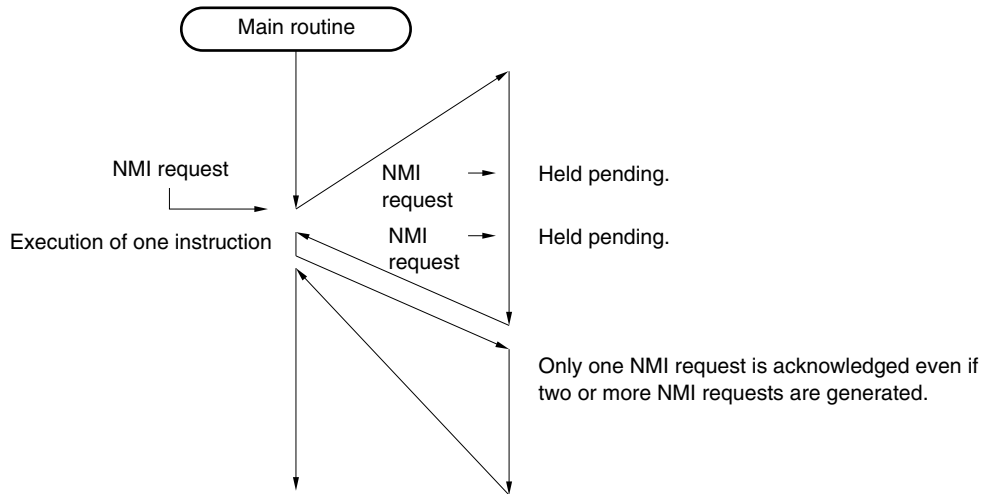 Main routine
NMI request
NMI
request
Held pending.
Execution of one instruction
NMI
request
Held pending.
Only one NMI request is acknowledged even if
two or more NMI requests are generated.